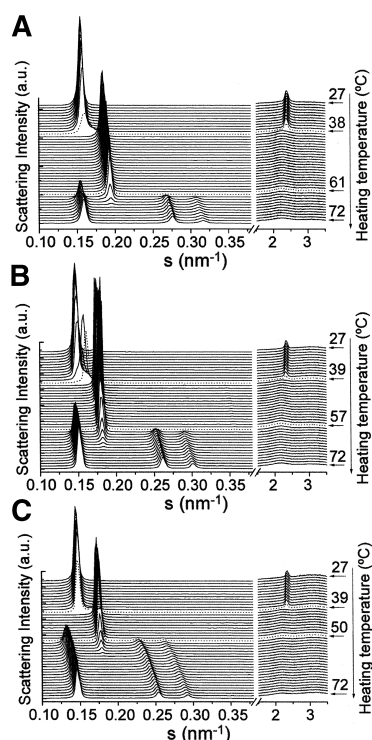 A
Scattering Intensity (a.u.)
27
38
61
72
Heating temperature (ºC)
0.10 0.15 0.20 0.25 0.30 0.35 2 3
s (nm-1)
B
Scattering Intensity (a.u.)
27
39
57
72
Heating temperature (ºC)
0.10 0.15 0.20 0.25 0.30 0.35 2 3
s (nm-1)
C
Scattering Intensity (a.u.)
27
39
50
72
Heating temperature (ºC)
0.10 0.15 0.20 0.25 0.30 0.35 2 3
s (nm-1)